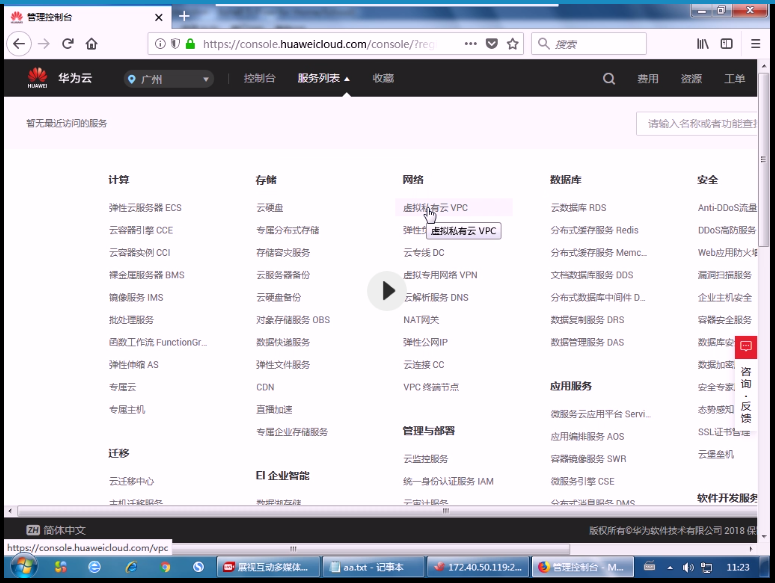 管理控制台
https://console.huaweicloud.com/console/?reg
搜索
HUAWEI
华为云
广州
控制台
服务列表
收藏
费用
资源
工单
暂无最近访问的服务
请输入名称或者功能查找
计算
弹性云服务器 ECS
云容器引擎 CCE
云容器实例 CCI
裸金属服务器 BMS
镜像服务 IMS
批处理服务
函数工作流 FunctionGr...
弹性伸缩 AS
专属云
专属主机
迁移
云迁移中心
主机迁移服务
存储
云硬盘
专属分布式存储
存储容灾服务
云服务器备份
云硬盘备份
对象存储服务 OBS
数据快递服务
弹性文件服务
CDN
直播加速
专属企业存储服务
EI 企业智能
数据湖存储
网络
虚拟私有云 VPC
虚拟私有云 VPC
云专线 DC
虚拟专用网络 VPN
云解析服务 DNS
NAT网关
弹性公网IP
云连接 CC
VPC 终端节点
管理与部署
云监控服务
统一身份认证服务 IAM
云审计服务
数据库
云数据库 RDS
分布式缓存服务 Redis
分布式缓存服务 Memc...
文档数据库服务 DDS
分布式数据库中间件 D...
数据复制服务 DRS
数据管理服务 DAS
应用服务
微服务云应用平台 Servi...
应用编排服务 AOS
容器镜像服务 SWR
微服务引擎 CSE
分布式消息服务 DMS
安全
Anti-DDoS流量
DDoS高防服务
Web应用防火墙
漏洞扫描服务
企业主机安全
容器安全服务
数据库安
数据加密
安全专家
态势感知
SSL证书管理
云堡垒机
软件开发服务
咨询·反馈
ZH 简体中文
版权所有©华为软件技术有限公司 2018 保
https://console.huaweicloud.com/vpc
展视互动多媒体...
aa.txt - 记事本
172.40.50.119:2...
管理控制台 - M...
11:23